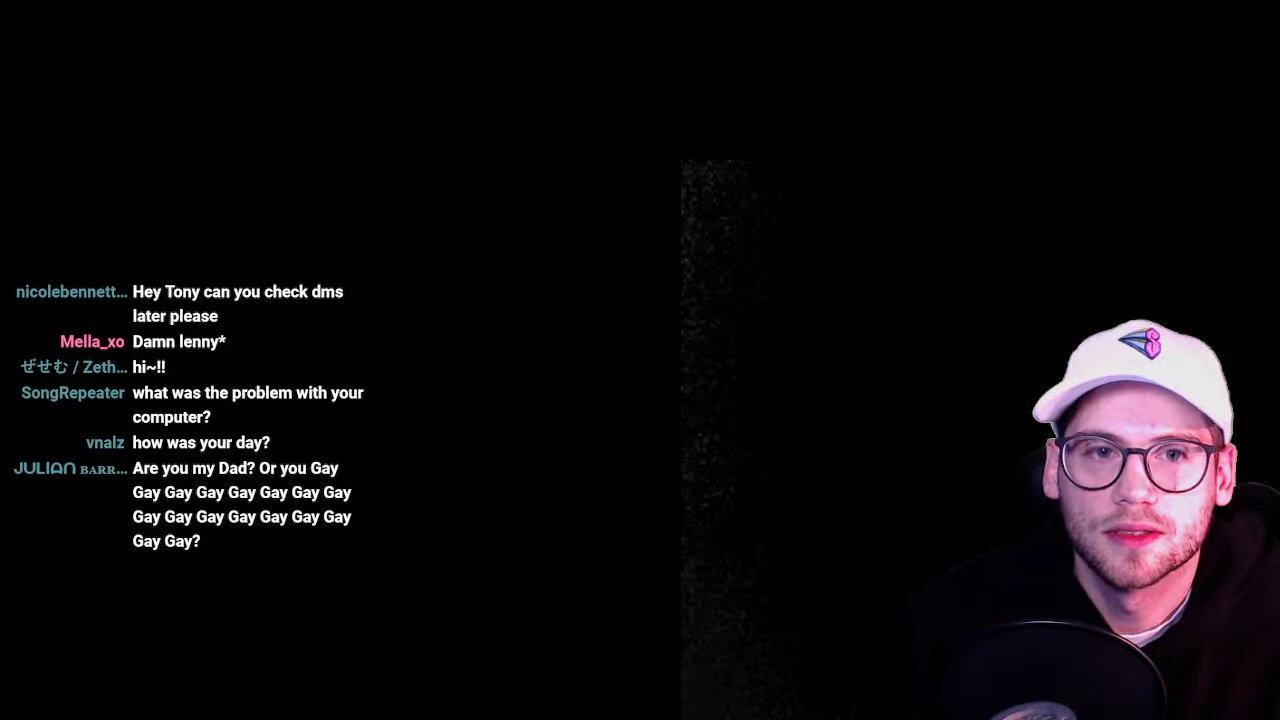 nicolebennett... Hey Tony can you check dms
later please
Mella_xo Damn lenny*
ぜせむ / Zeth... hi~!!
SongRepeater what was the problem with your
computer?
vnalz how was your day?
JULIAN BARR... Are you my Dad? Or you Gay
Gay Gay Gay Gay Gay Gay Gay
Gay Gay Gay Gay Gay Gay Gay
Gay Gay?
S